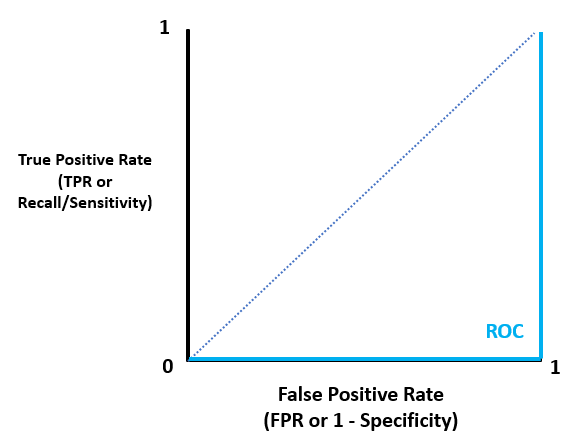 1
True Positive Rate
(TPR or
Recall/Sensitivity)
ROC
0
1
False Positive Rate
(FPR or 1 - Specificity)